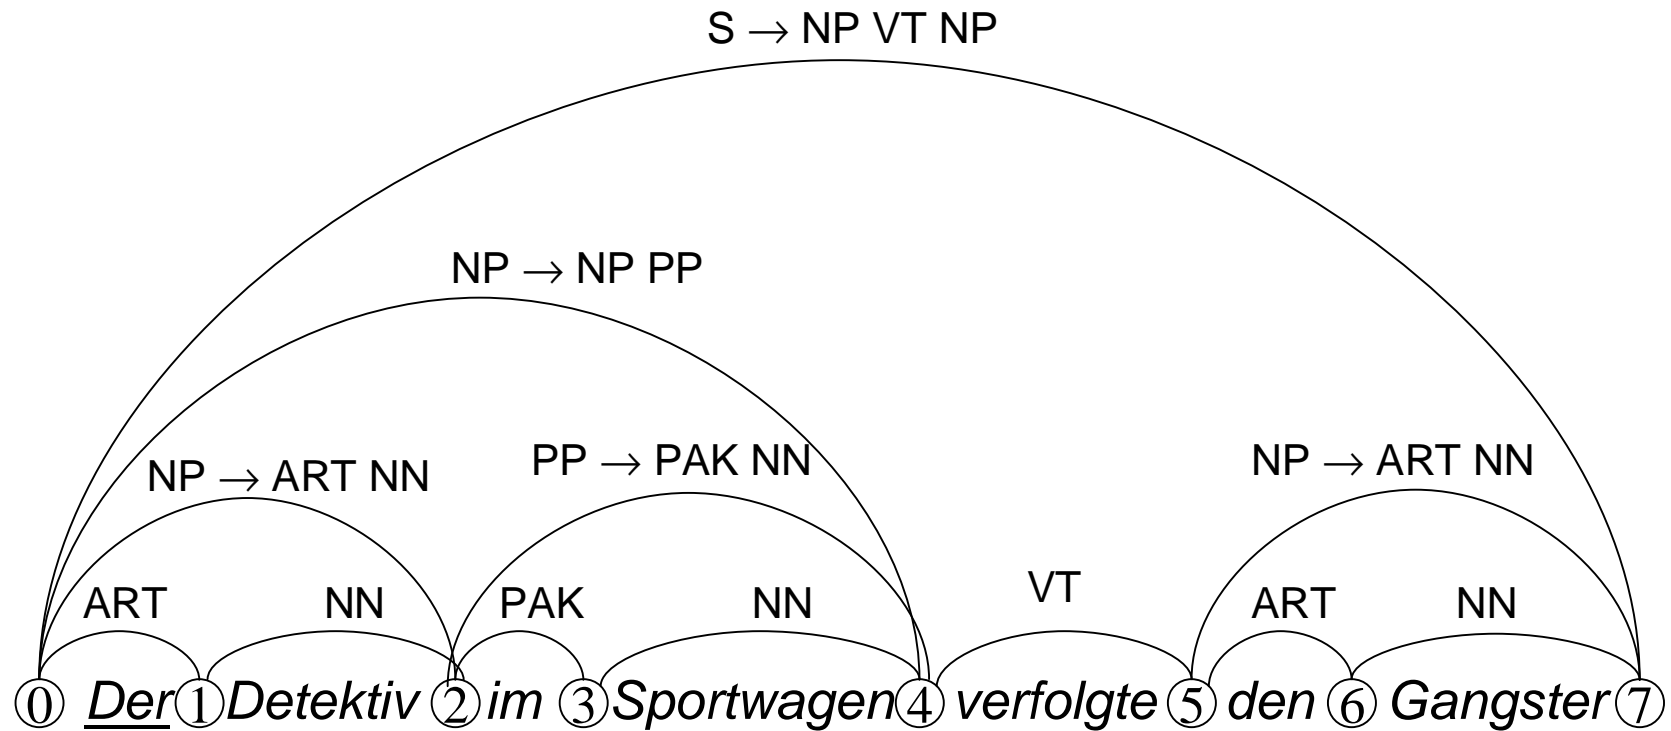 S → NP VT NP
NP → NP PP
NP → ART NN
PP → PAK NN
NP → ART NN
ART NN PAK NN VT ART NN
0 Der 1 Detektiv 2 im 3 Sportwagen 4 verfolgte 5 den 6 Gangster 7